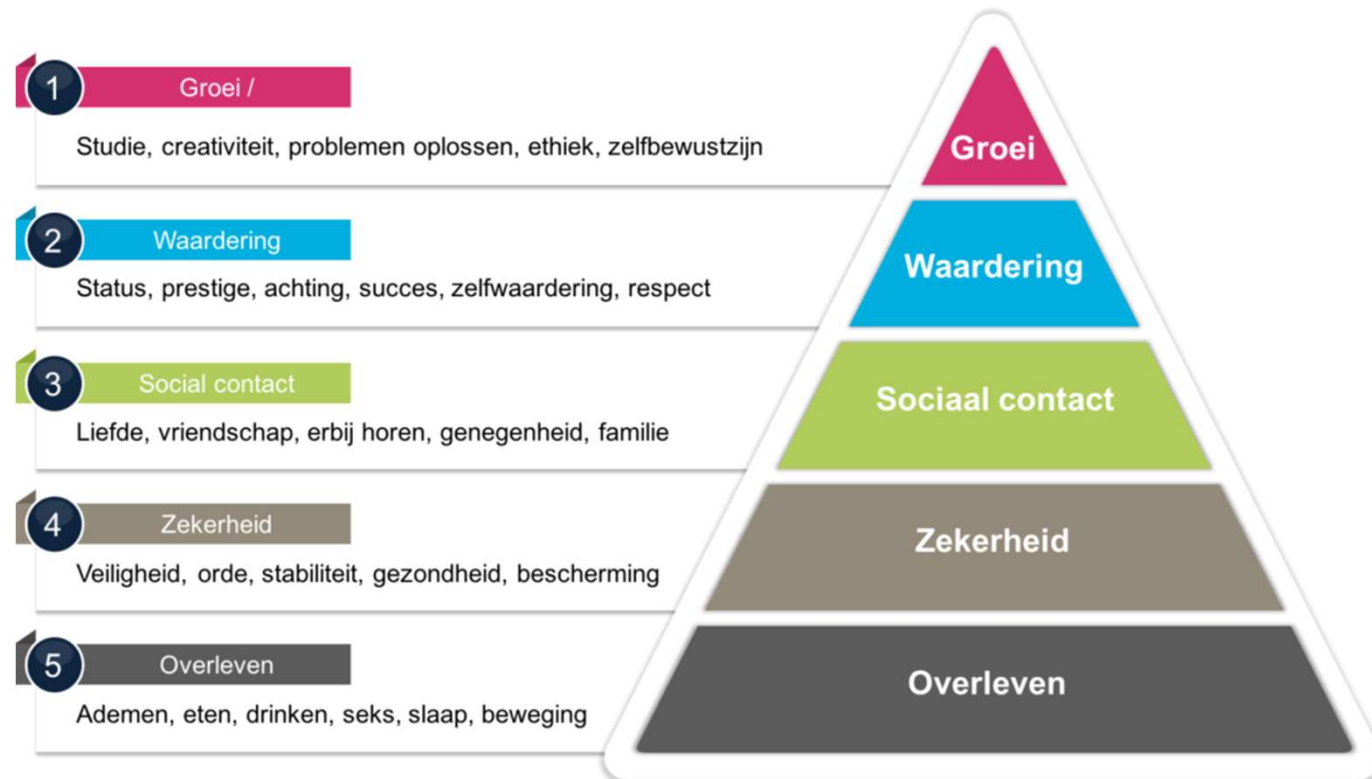 1
Groei /
Studie, creativiteit, problemen oplossen, ethiek, zelfbewustzijn
Groei
2
Waardering
Status, prestige, achting, succes, zelfwaardering, respect
Waardering
3
Social contact
Liefde, vriendschap, erbij horen, genegenheid, familie
Sociaal contact
4
Zekerheid
Veiligheid, orde, stabiliteit, gezondheid, bescherming
Zekerheid
5
Overleven
Ademen, eten, drinken, seks, slaap, beweging
Overleven